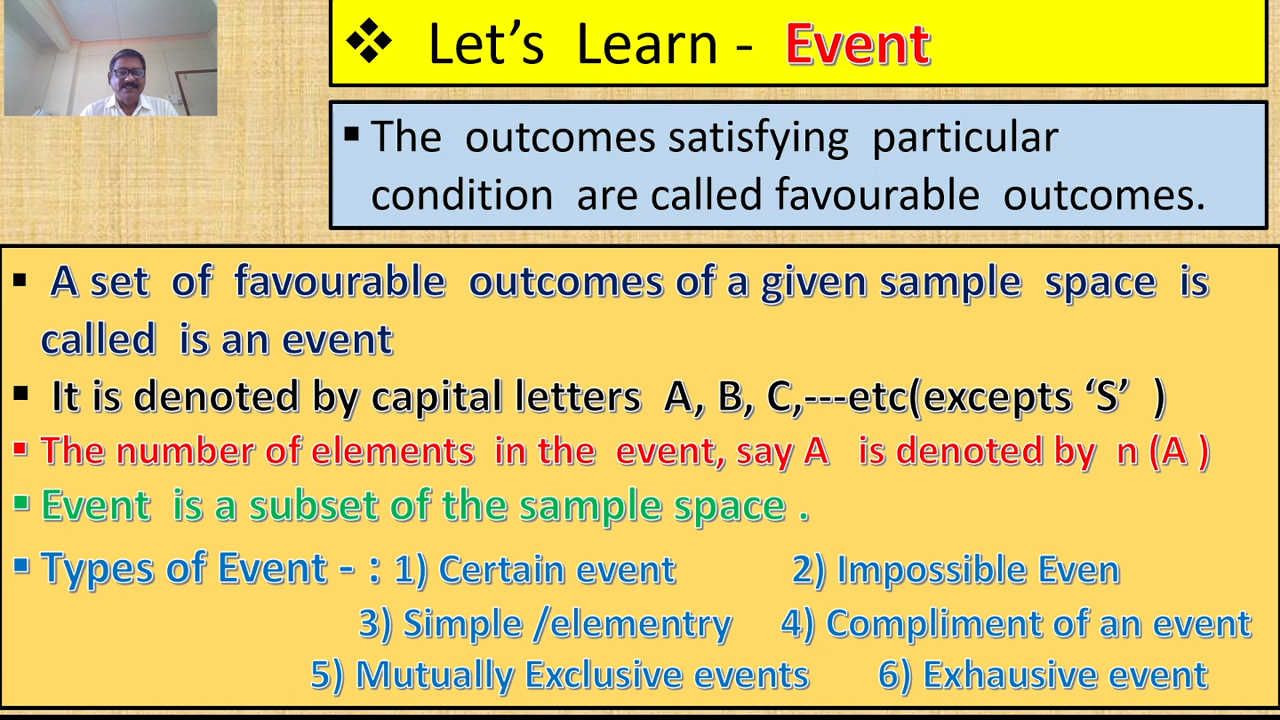 ❖ Let's Learn - Event
▪ The outcomes satisfying particular
condition are called favourable outcomes.
▪ A set of favourable outcomes of a given sample space is
called is an event
▪ It is denoted by capital letters A, B, C,---etc(excepts ‘S’ )
▪ The number of elements in the event, say A is denoted by n (A )
▪ Event is a subset of the sample space .
▪ Types of Event - : 1) Certain event 2) Impossible Even
3) Simple /elementry 4) Compliment of an event
5) Mutually Exclusive events 6) Exhausive event